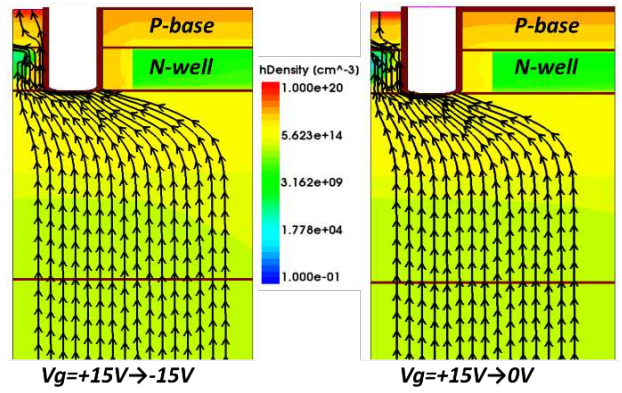 P-base
N-well
hDensity (cm^-3)
1.000e+20
5.623e+14
3.162e+09
1.778e+04
1.000e-01
P-base
N-well
Vg=+15V→-15V
Vg=+15V→0V